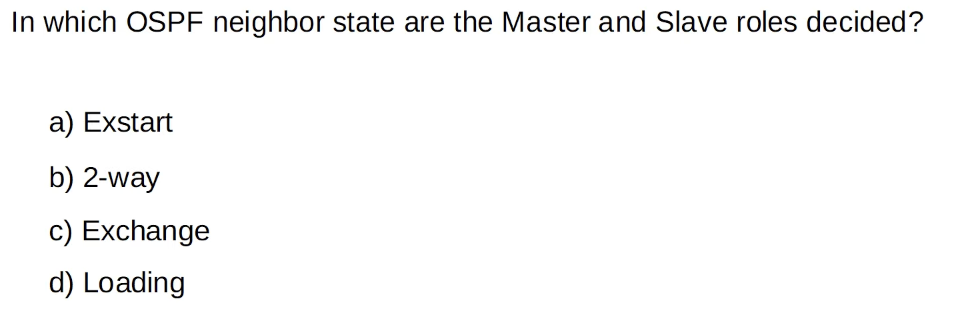 In which OSPF neighbor state are the Master and Slave roles decided?
a) Exstart
b) 2-way
c) Exchange
d) Loading